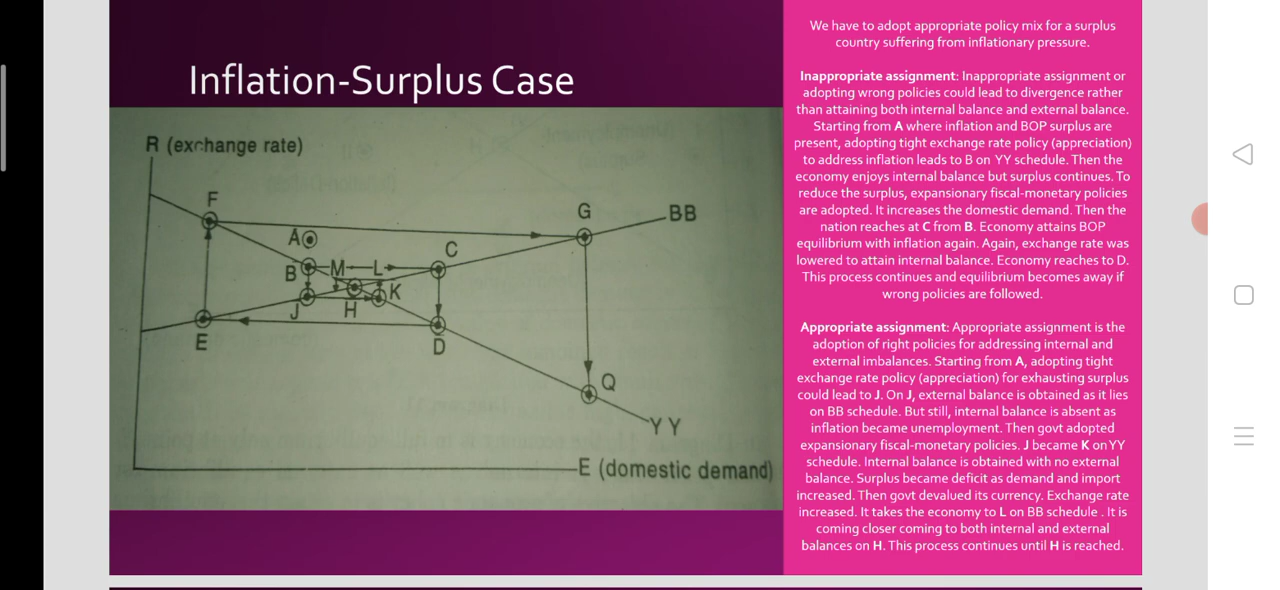 Inflation-Surplus Case
R (exchange rate)
F
A
G
BB
B
M
L
C
J
H
K
E
D
Q
YY
E (domestic demand)
We have to adopt appropriate policy mix for a surplus
country suffering from inflationary pressure.
Inappropriate assignment: Inappropriate assignment or
adopting wrong policies could lead to divergence rather
than attaining both internal balance and external balance.
Starting from A where inflation and BOP surplus are
present, adopting tight exchange rate policy (appreciation)
to address inflation leads to B on YY schedule. Then the
economy enjoys internal balance but surplus continues. To
reduce the surplus, expansionary fiscal-monetary policies
are adopted. It increases the domestic demand. Then the
nation reaches at C from B. Economy attains BOP
equilibrium with inflation again. Again, exchange rate was
lowered to attain internal balance. Economy reaches to D.
This process continues and equilibrium becomes away if
wrong policies are followed.
Appropriate assignment: Appropriate assignment is the
adoption of right policies for addressing internal and
external imbalances. Starting from A, adopting tight
exchange rate policy (appreciation) for exhausting surplus
could lead to J. On J, external balance is obtained as it lies
on BB schedule. But still, internal balance is absent as
inflation became unemployment. Then govt adopted
expansionary fiscal-monetary policies. J became K on YY
schedule. Internal balance is obtained with no external
balance. Surplus became deficit as demand and import
increased. Then govt devalued its currency. Exchange rate
increased. It takes the economy to L on BB schedule . It is
coming closer coming to both internal and external
balances on H. This process continues until H is reached.